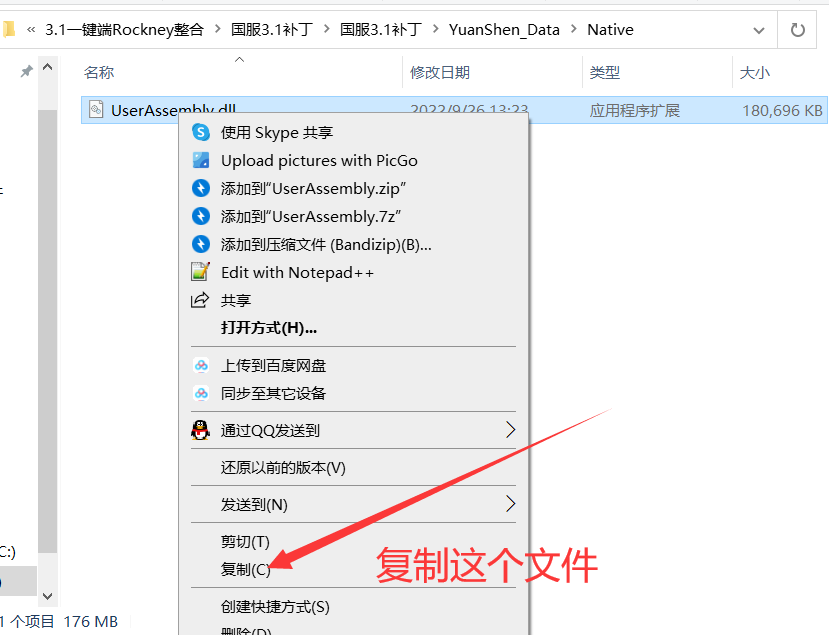 « 3.1一键端Rockney整合 > 国服3.1补丁 > 国服3.1补丁 > YuanShen_Data > Native
名称 修改日期 类型 大小
UserAssembly.dll 2022/9/26 13:23 应用程序扩展 180,696 KB
使用 Skype 共享
Upload pictures with PicGo
添加到“UserAssembly.zip”
添加到“UserAssembly.7z”
添加到压缩文件 (Bandizip)(B)...
Edit with Notepad++
共享
打开方式(H)...
上传到百度网盘
同步至其它设备
通过QQ发送到
还原以前的版本(V)
发送到(N)
剪切(T)
复制(C)
复制这个文件
创建快捷方式(S)
删除(D)
C:)
1 个项目 176 MB